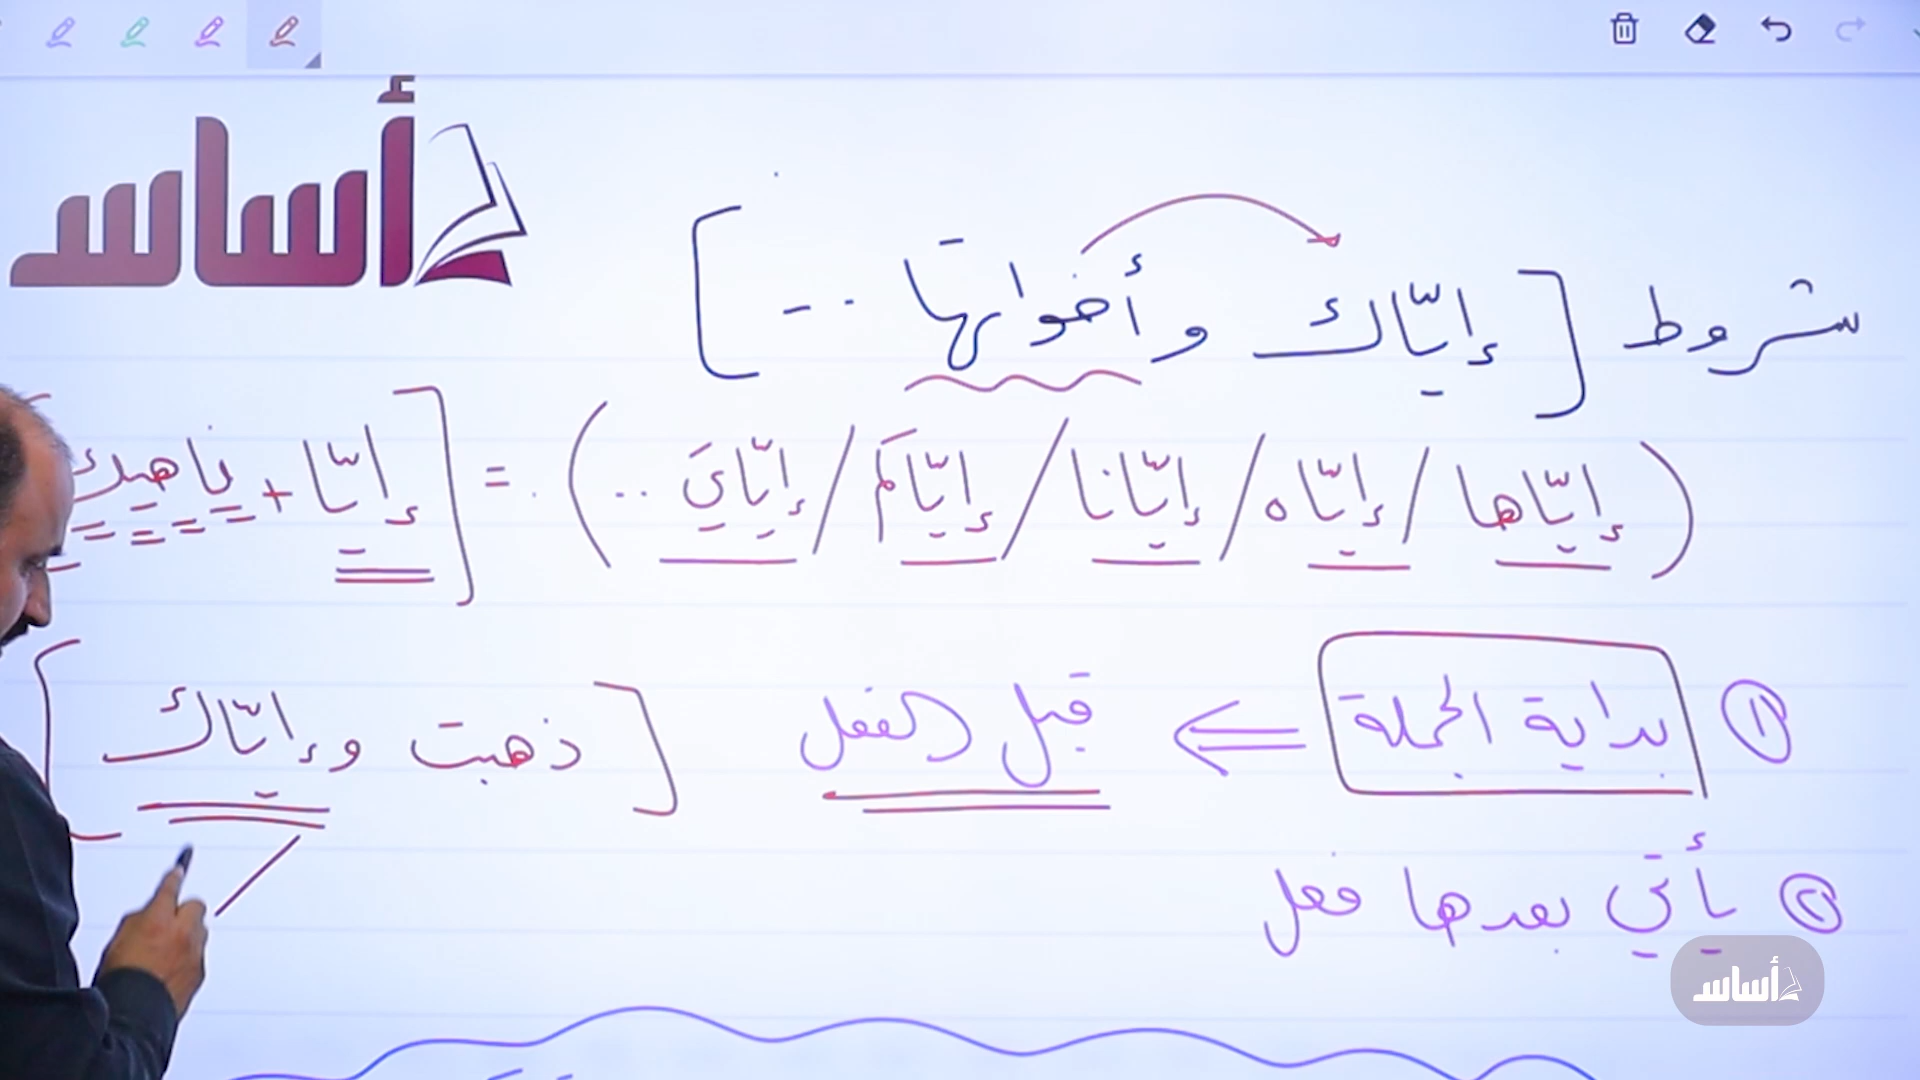 أساس
شروط [إيّاك وأخواتها ..]
(إيّاها / إيّاه / إيّانا / إيّاكم / إيّايَ ..) = [إيّا + ناهيك
① بداية الجملة ⇐ قبل الفعل [ذهبت وإيّاك]
② يأتي بعدها فعل
أساس